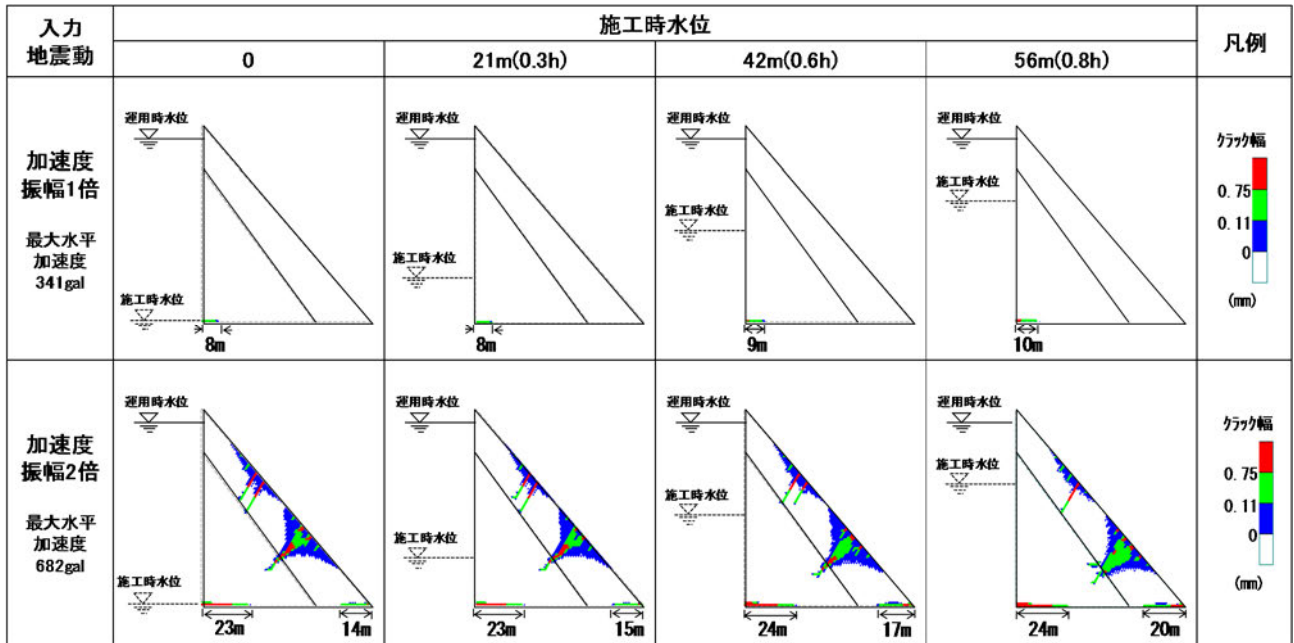 入力
地震動
施工時水位
凡例
0
21m(0.3h)
42m(0.6h)
56m(0.8h)
加速度
振幅1倍
最大水平
加速度
341gal
運用時水位
施工時水位
8m
運用時水位
施工時水位
8m
運用時水位
施工時水位
9m
運用時水位
施工時水位
10m
クラック幅
0.75
0.11
0
(mm)
加速度
振幅2倍
最大水平
加速度
682gal
運用時水位
施工時水位
23m
14m
運用時水位
施工時水位
23m
15m
運用時水位
施工時水位
24m
17m
運用時水位
施工時水位
24m
20m
クラック幅
0.75
0.11
0
(mm)